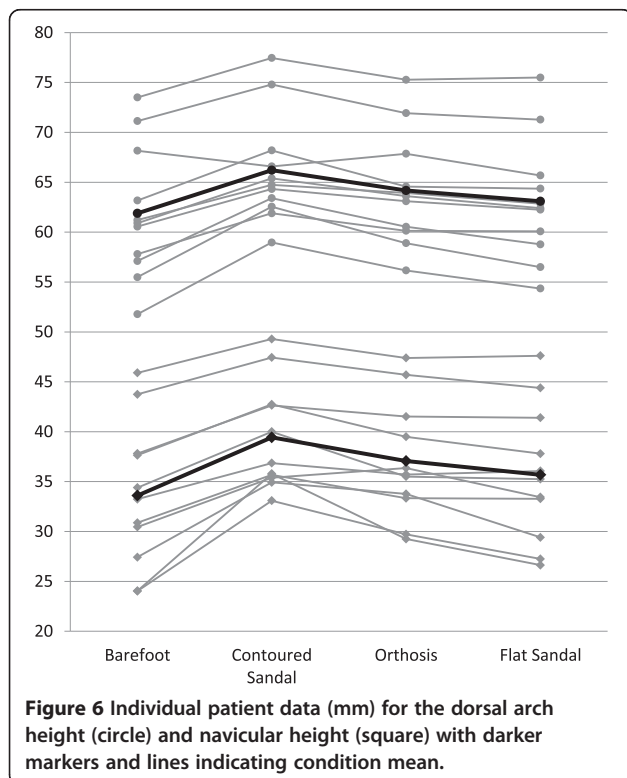 80
75
70
65
60
55
50
45
40
35
30
25
20
Barefoot
Contoured
Sandal
Orthosis
Flat Sandal
Figure 6 Individual patient data (mm) for the dorsal arch
height (circle) and navicular height (square) with darker
markers and lines indicating condition mean.